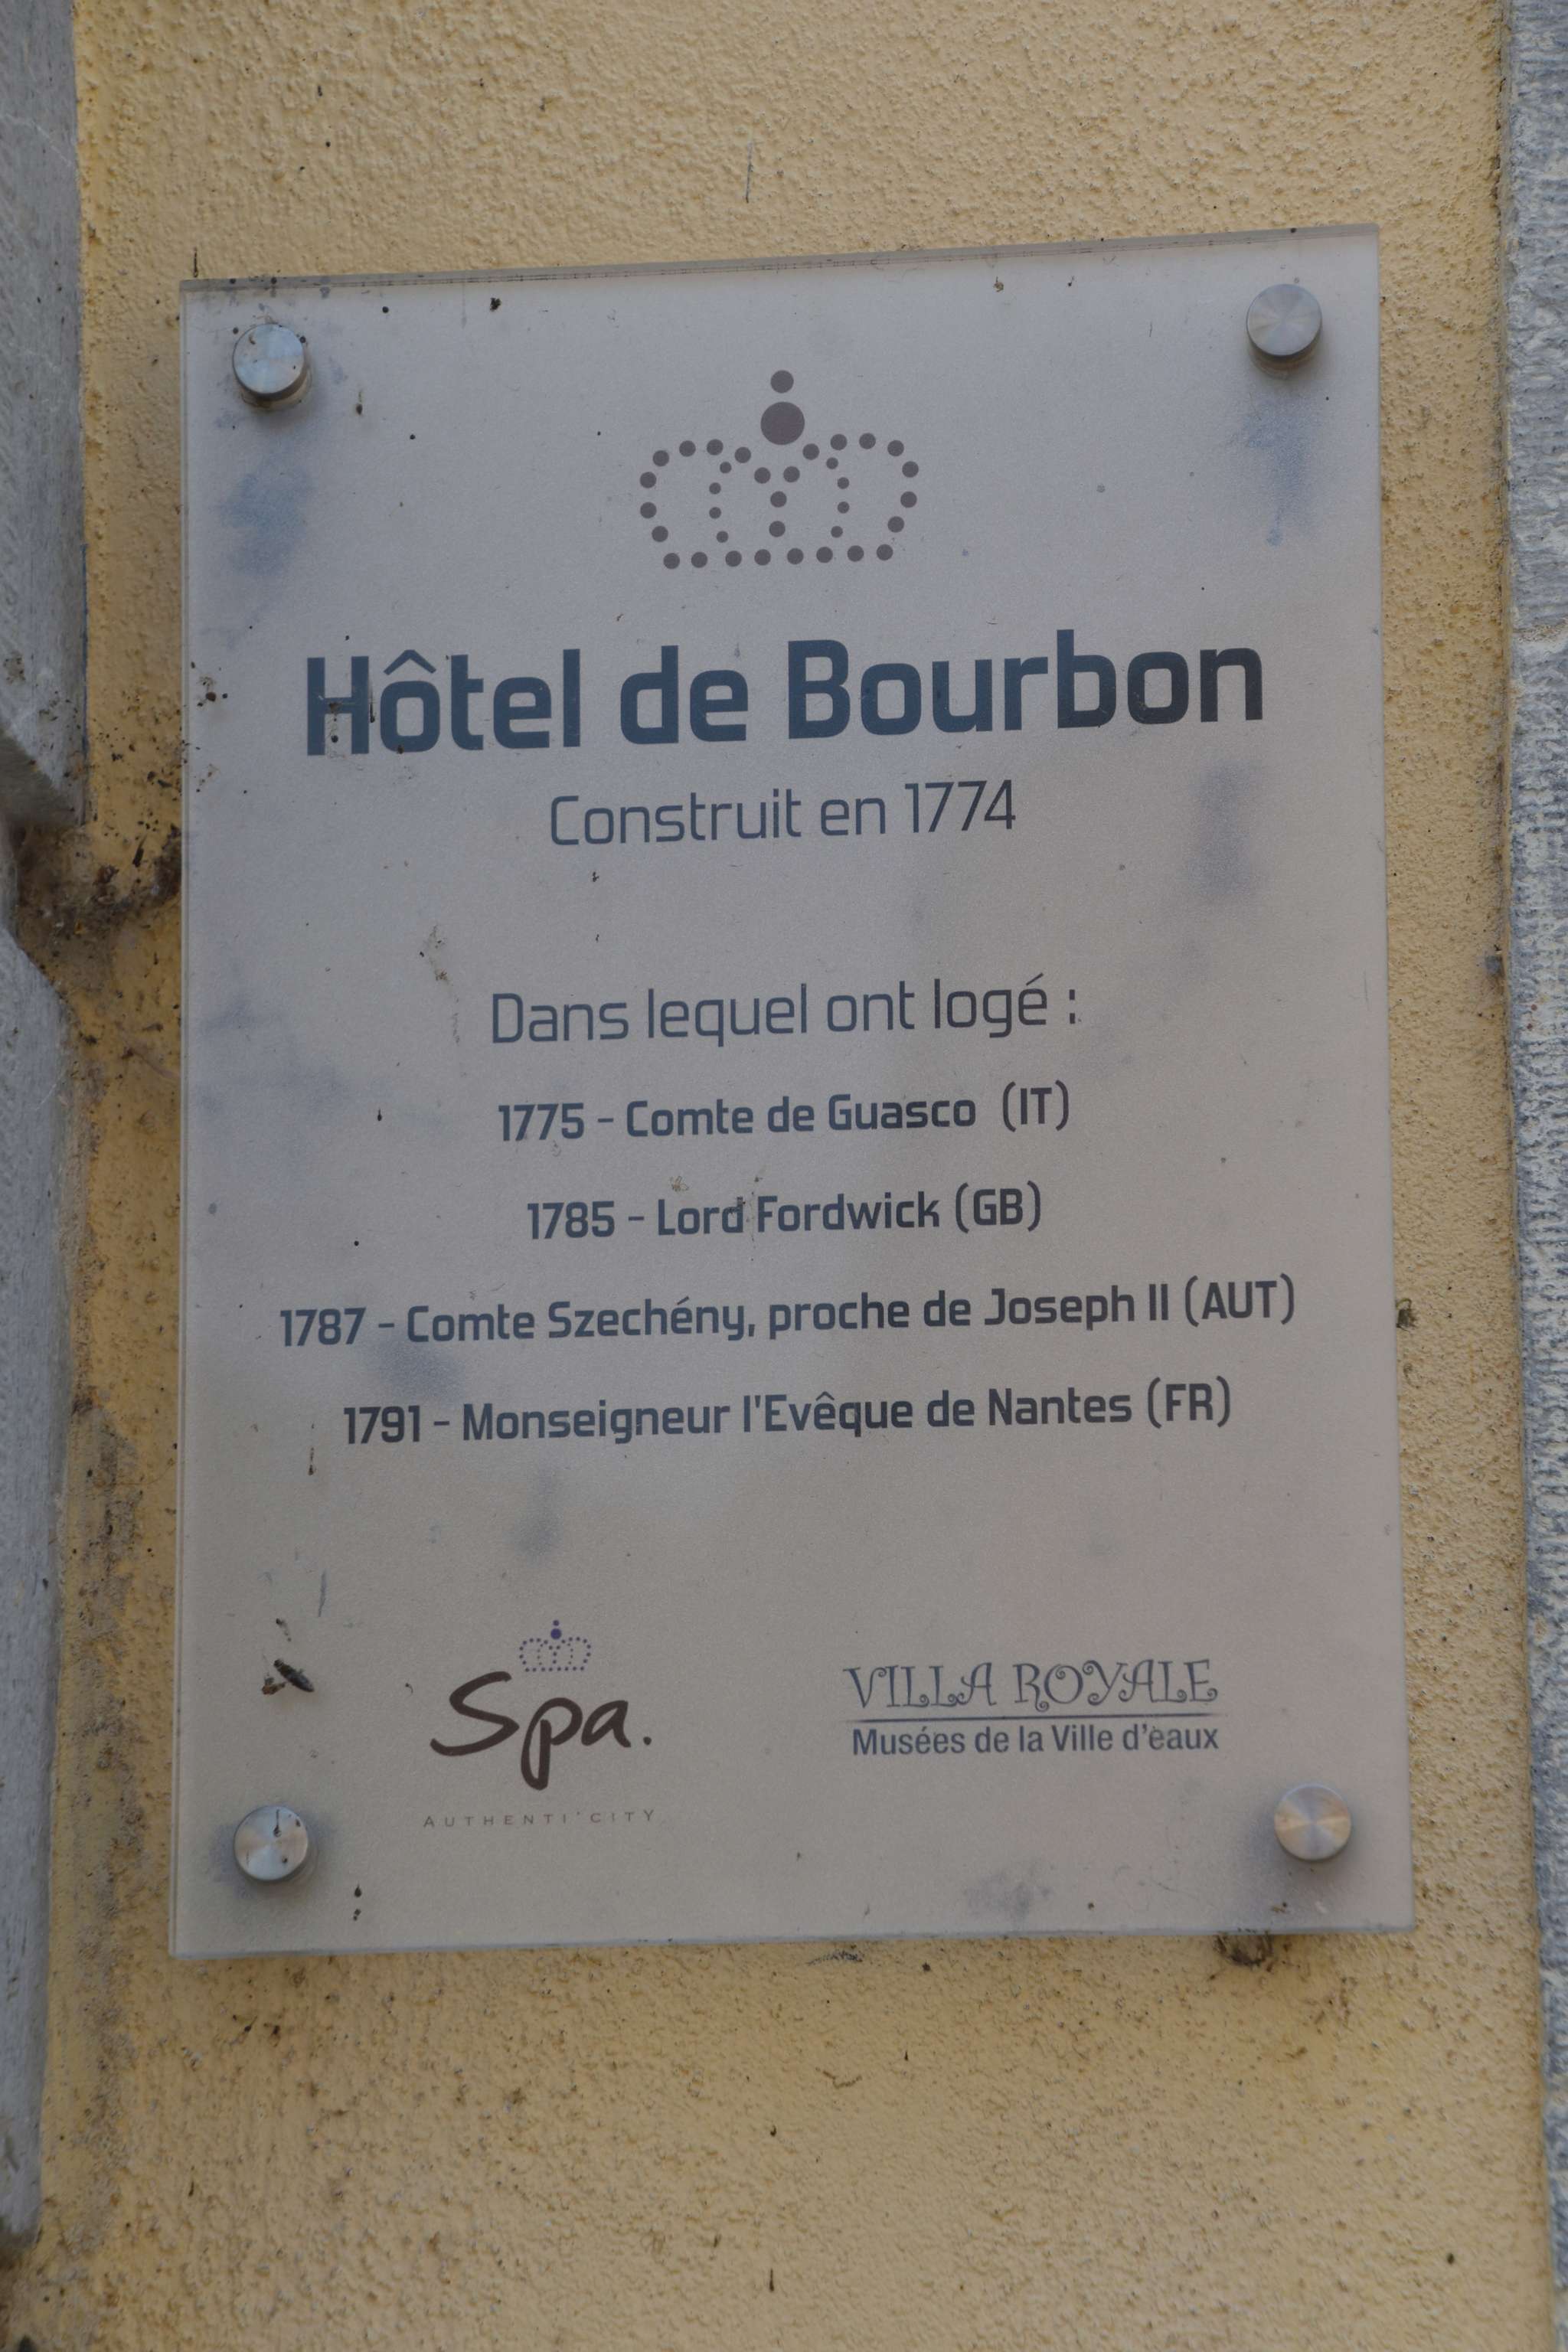 Hôtel de Bourbon
Construit en 1774
Dans lequel ont logé :
1775 - Comte de Guasco (IT)
1785 - Lord Fordwick (GB)
1787 - Comte Szechény, proche de Joseph II (AUT)
1791 - Monseigneur l'Evêque de Nantes (FR)
Spa.
AUTHENTI'CITY
VILLA ROYALE
Musées de la Ville d'eaux